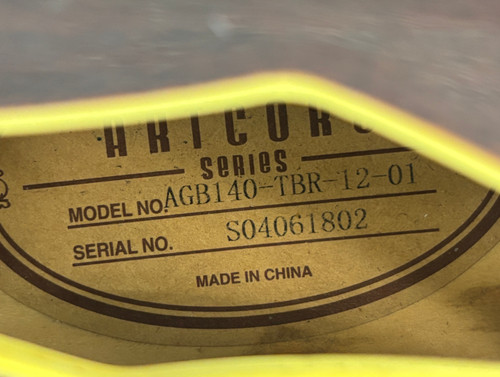 series
MODEL NO. AGB140-TBR-12-01
SERIAL NO. S04061802
MADE IN CHINA